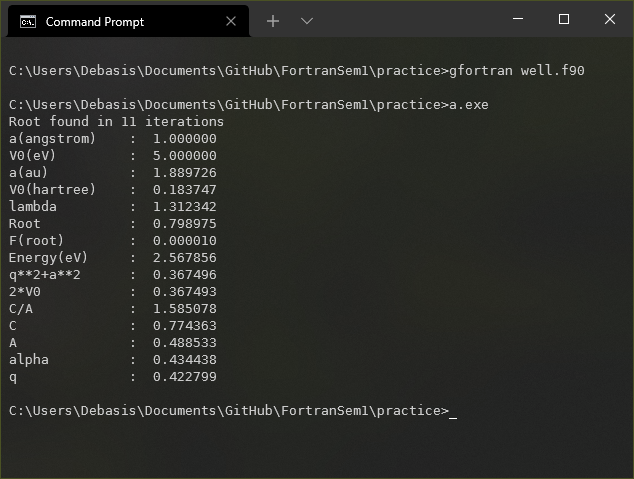 Command Prompt
C:\Users\Debasis\Documents\GitHub\FortranSem1\practice>gfortran well.f90
C:\Users\Debasis\Documents\GitHub\FortranSem1\practice>a.exe
Root found in 11 iterations
a(angstrom)    :  1.000000
V0(eV)         :  5.000000
a(au)          :  1.889726
V0(hartree)    :  0.183747
lambda         :  1.312342
Root           :  0.798975
F(root)        :  0.000010
Energy(eV)     :  2.567856
q**2+a**2      :  0.367496
2*V0           :  0.367493
C/A            :  1.585078
C              :  0.774363
A              :  0.488533
alpha          :  0.434438
q              :  0.422799
C:\Users\Debasis\Documents\GitHub\FortranSem1\practice>_